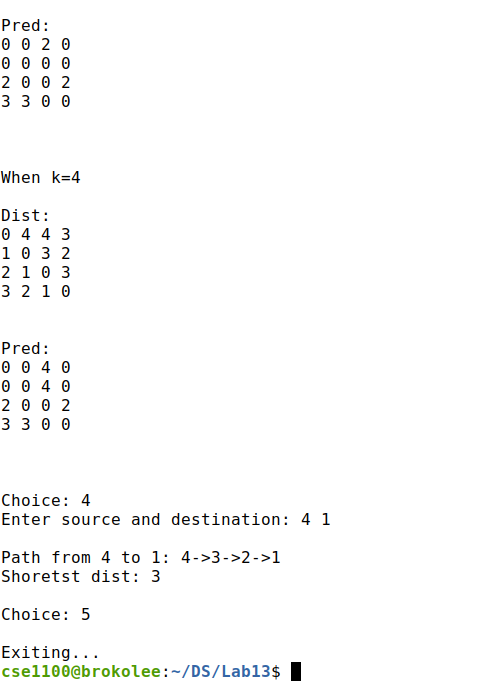 Pred:
0 0 2 0
0 0 0 0
2 0 0 2
3 3 0 0
When k=4
Dist:
0 4 4 3
1 0 3 2
2 1 0 3
3 2 1 0
Pred:
0 0 4 0
0 0 4 0
2 0 0 2
3 3 0 0
Choice: 4
Enter source and destination: 4 1
Path from 4 to 1: 4->3->2->1
Shoretst dist: 3
Choice: 5
Exiting...
cse1100@brokolee:~/DS/Lab13$